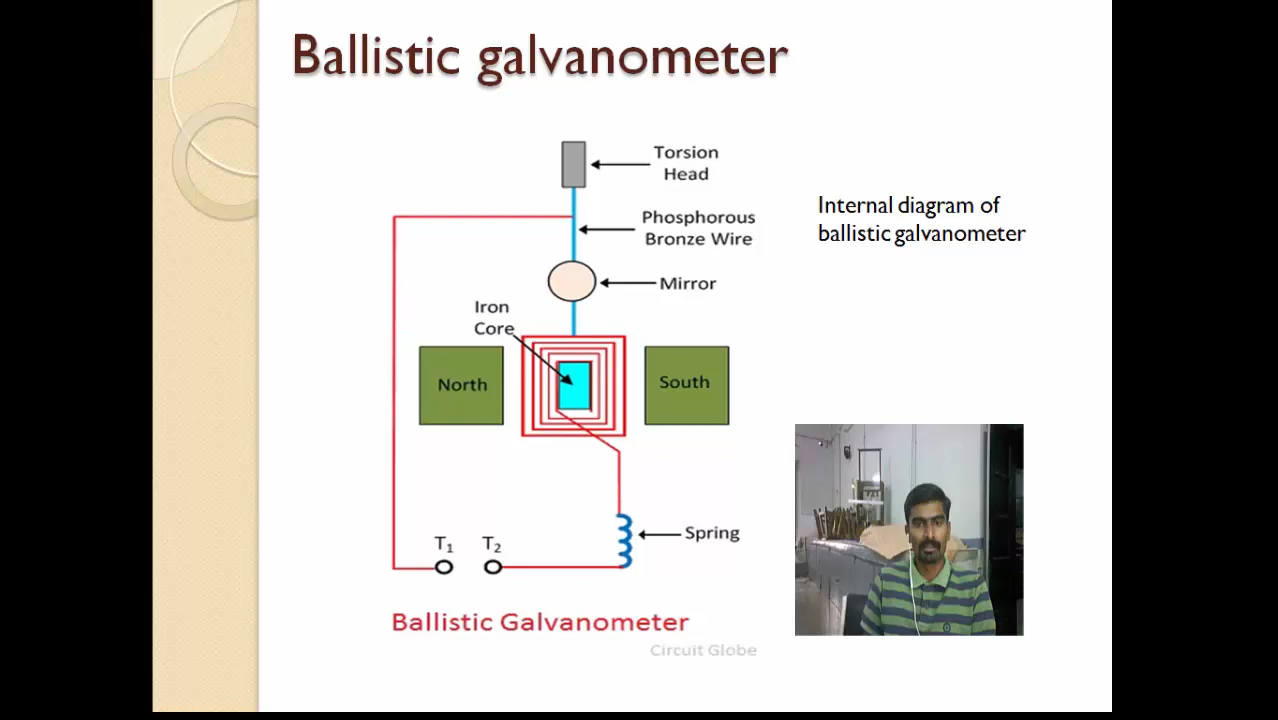 Ballistic galvanometer
Torsion
Head
Phosphorous
Bronze Wire
Internal diagram of
ballistic galvanometer
Mirror
Iron
Core
North
South
Spring
T1
T2
Ballistic Galvanometer
Circuit Globe